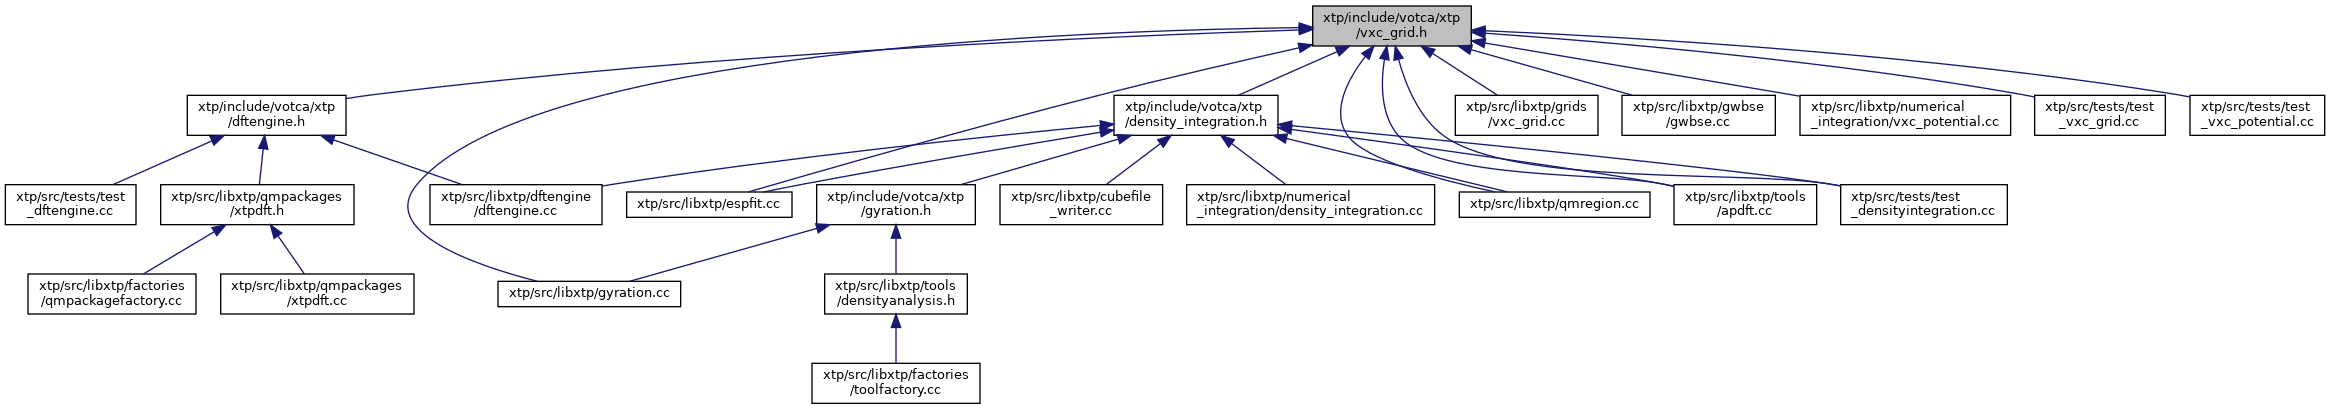 xtp/include/votca/xtp
/vxc_grid.h
xtp/include/votca/xtp
/dftengine.h
xtp/include/votca/xtp
/density_integration.h
xtp/src/libxtp/grids
/vxc_grid.cc
xtp/src/libxtp/gwbse
/gwbse.cc
xtp/src/libxtp/numerical
_integration/vxc_potential.cc
xtp/src/tests/test
_vxc_grid.cc
xtp/src/tests/test
_vxc_potential.cc
xtp/src/tests/test
_dftengine.cc
xtp/src/libxtp/qmpackages
/xtpdft.h
xtp/src/libxtp/dftengine
/dftengine.cc
xtp/src/libxtp/espfit.cc
xtp/include/votca/xtp
/gyration.h
xtp/src/libxtp/cubefile
_writer.cc
xtp/src/libxtp/numerical
_integration/density_integration.cc
xtp/src/libxtp/qmregion.cc
xtp/src/libxtp/tools
/apdft.cc
xtp/src/tests/test
_densityintegration.cc
xtp/src/libxtp/factories
/qmpackagefactory.cc
xtp/src/libxtp/qmpackages
/xtpdft.cc
xtp/src/libxtp/gyration.cc
xtp/src/libxtp/tools
/densityanalysis.h
xtp/src/libxtp/factories
/toolfactory.cc